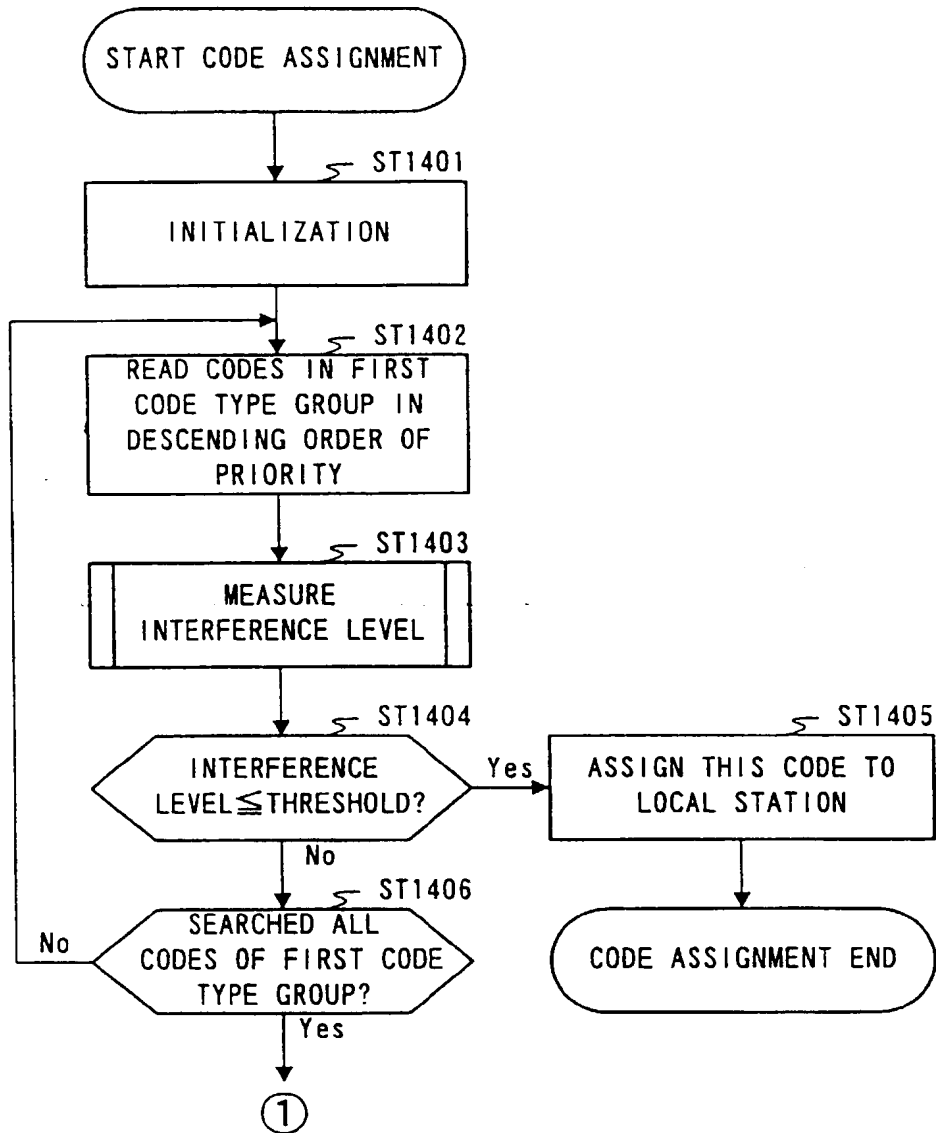 START CODE ASSIGNMENT
ST1401
INITIALIZATION
ST1402
READ CODES IN FIRST
CODE TYPE GROUP IN
DESCENDING ORDER OF
PRIORITY
ST1403
MEASURE
INTERFERENCE LEVEL
ST1404
INTERFERENCE
LEVEL≦THRESHOLD?
Yes
ST1405
ASSIGN THIS CODE TO
LOCAL STATION
No
ST1406
SEARCHED ALL
CODES OF FIRST CODE
TYPE GROUP?
No
CODE ASSIGNMENT END
Yes
①